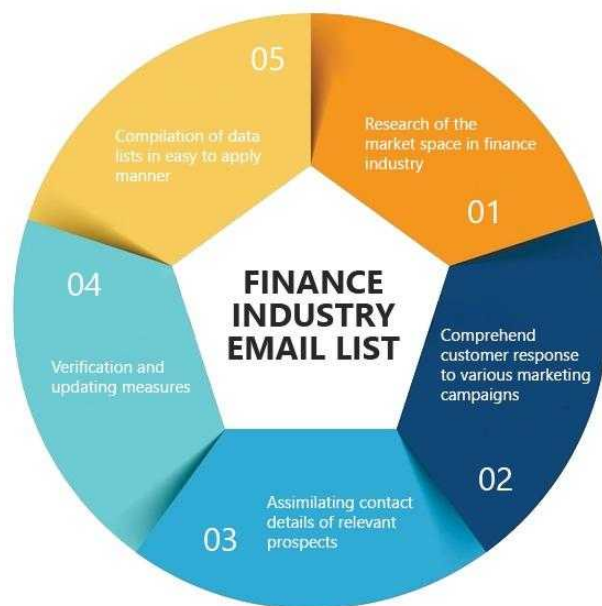 FINANCE
INDUSTRY
EMAIL LIST
Research of the
market space in finance
industry
01
Comprehend
customer response
to various marketing
campaigns
02
Assimilating contact
details of relevant
prospects
03
04
Verification and
updating measures
05
Compilation of data
lists in easy to apply
manner